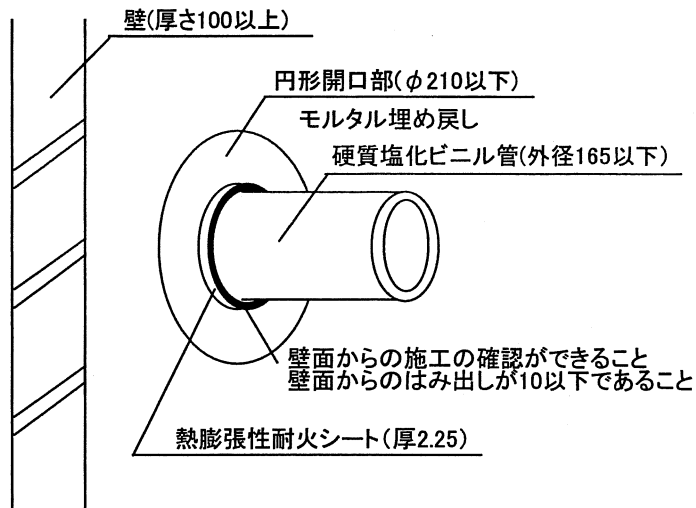 壁(厚さ100以上)
円形開口部(φ210以下)
モルタル埋め戻し
硬質塩化ビニル管(外径165以下)
壁面からの施工の確認ができること
壁面からのはみ出しが10以下であること
熱膨張性耐火シート(厚2.25)